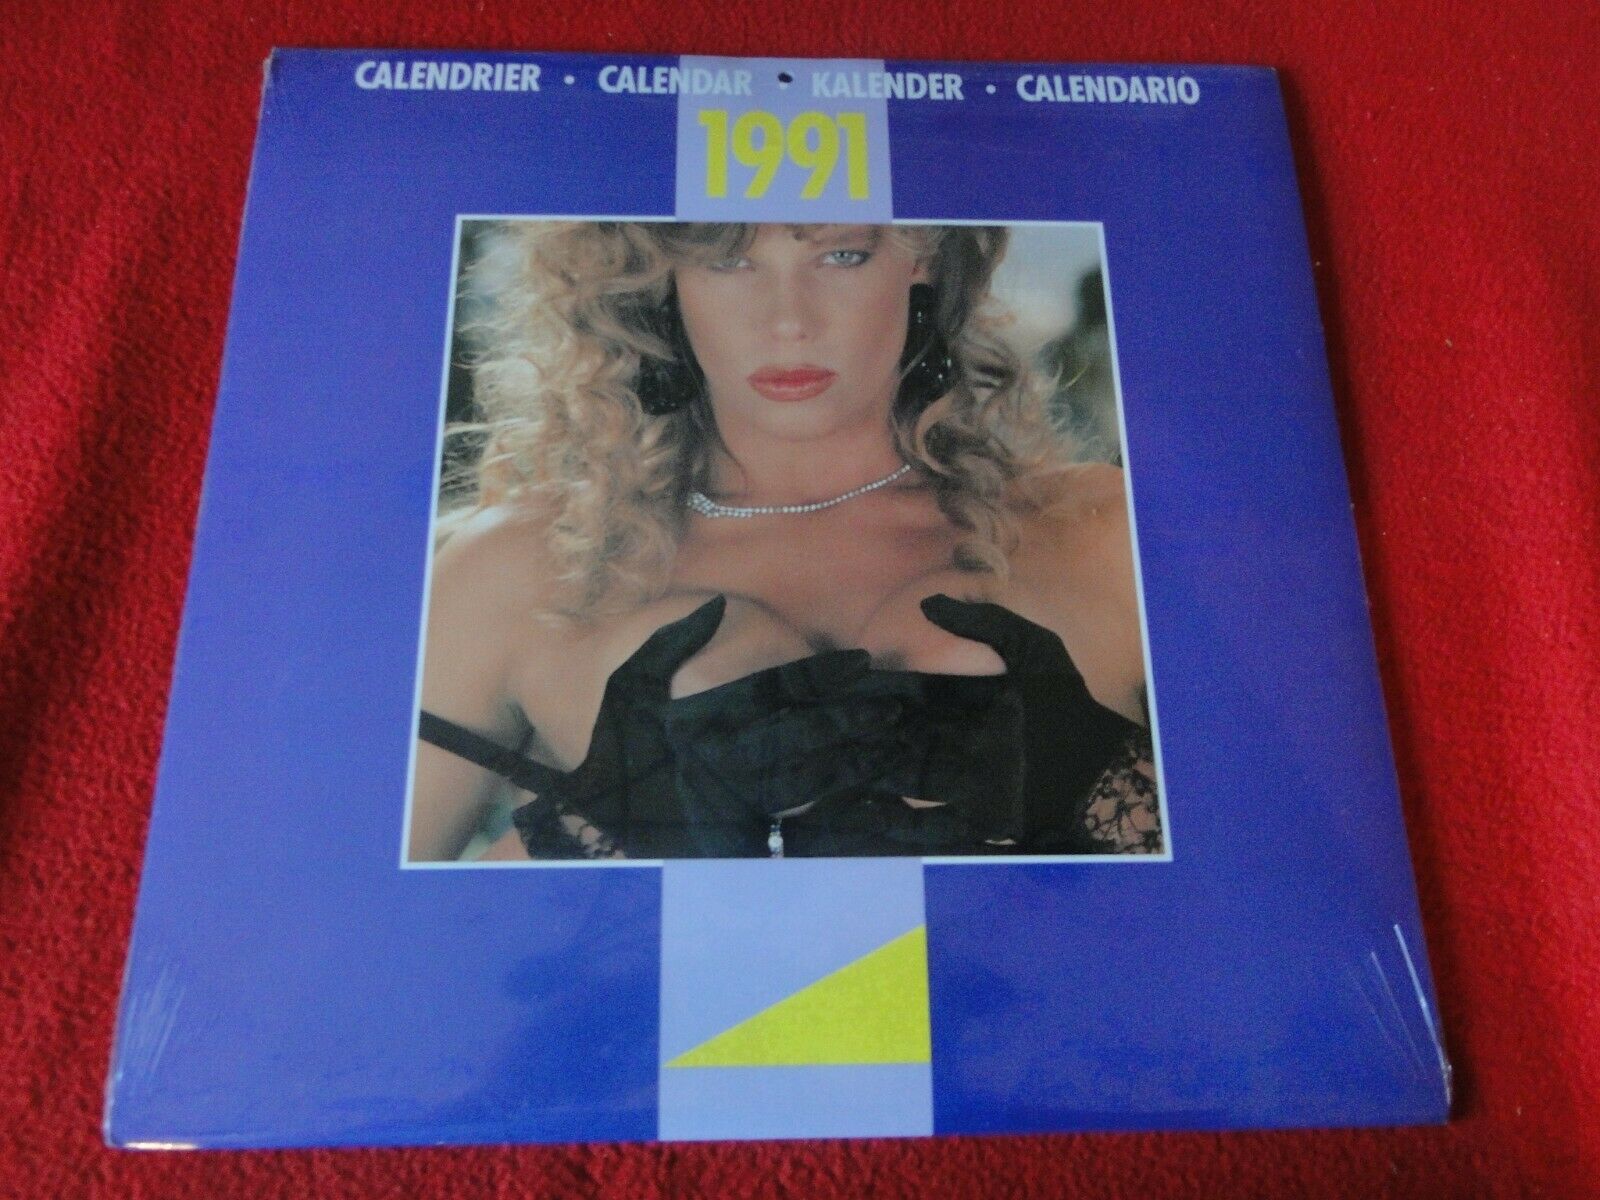 CALENDRIER • CALENDAR • KALENDER • CALENDARIO
1991